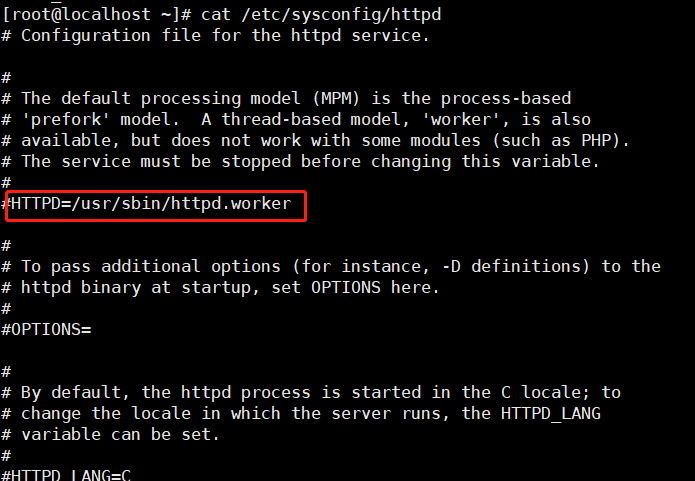 [root@localhost ~]# cat /etc/sysconfig/httpd
# Configuration file for the httpd service.
#
# The default processing model (MPM) is the process-based
# 'prefork' model.  A thread-based model, 'worker', is also
# available, but does not work with some modules (such as PHP).
# The service must be stopped before changing this variable.
#
#HTTPD=/usr/sbin/httpd.worker
#
# To pass additional options (for instance, -D definitions) to the
# httpd binary at startup, set OPTIONS here.
#
#OPTIONS=
#
# By default, the httpd process is started in the C locale; to
# change the locale in which the server runs, the HTTPD_LANG
# variable can be set.
#
#HTTPD_LANG=C